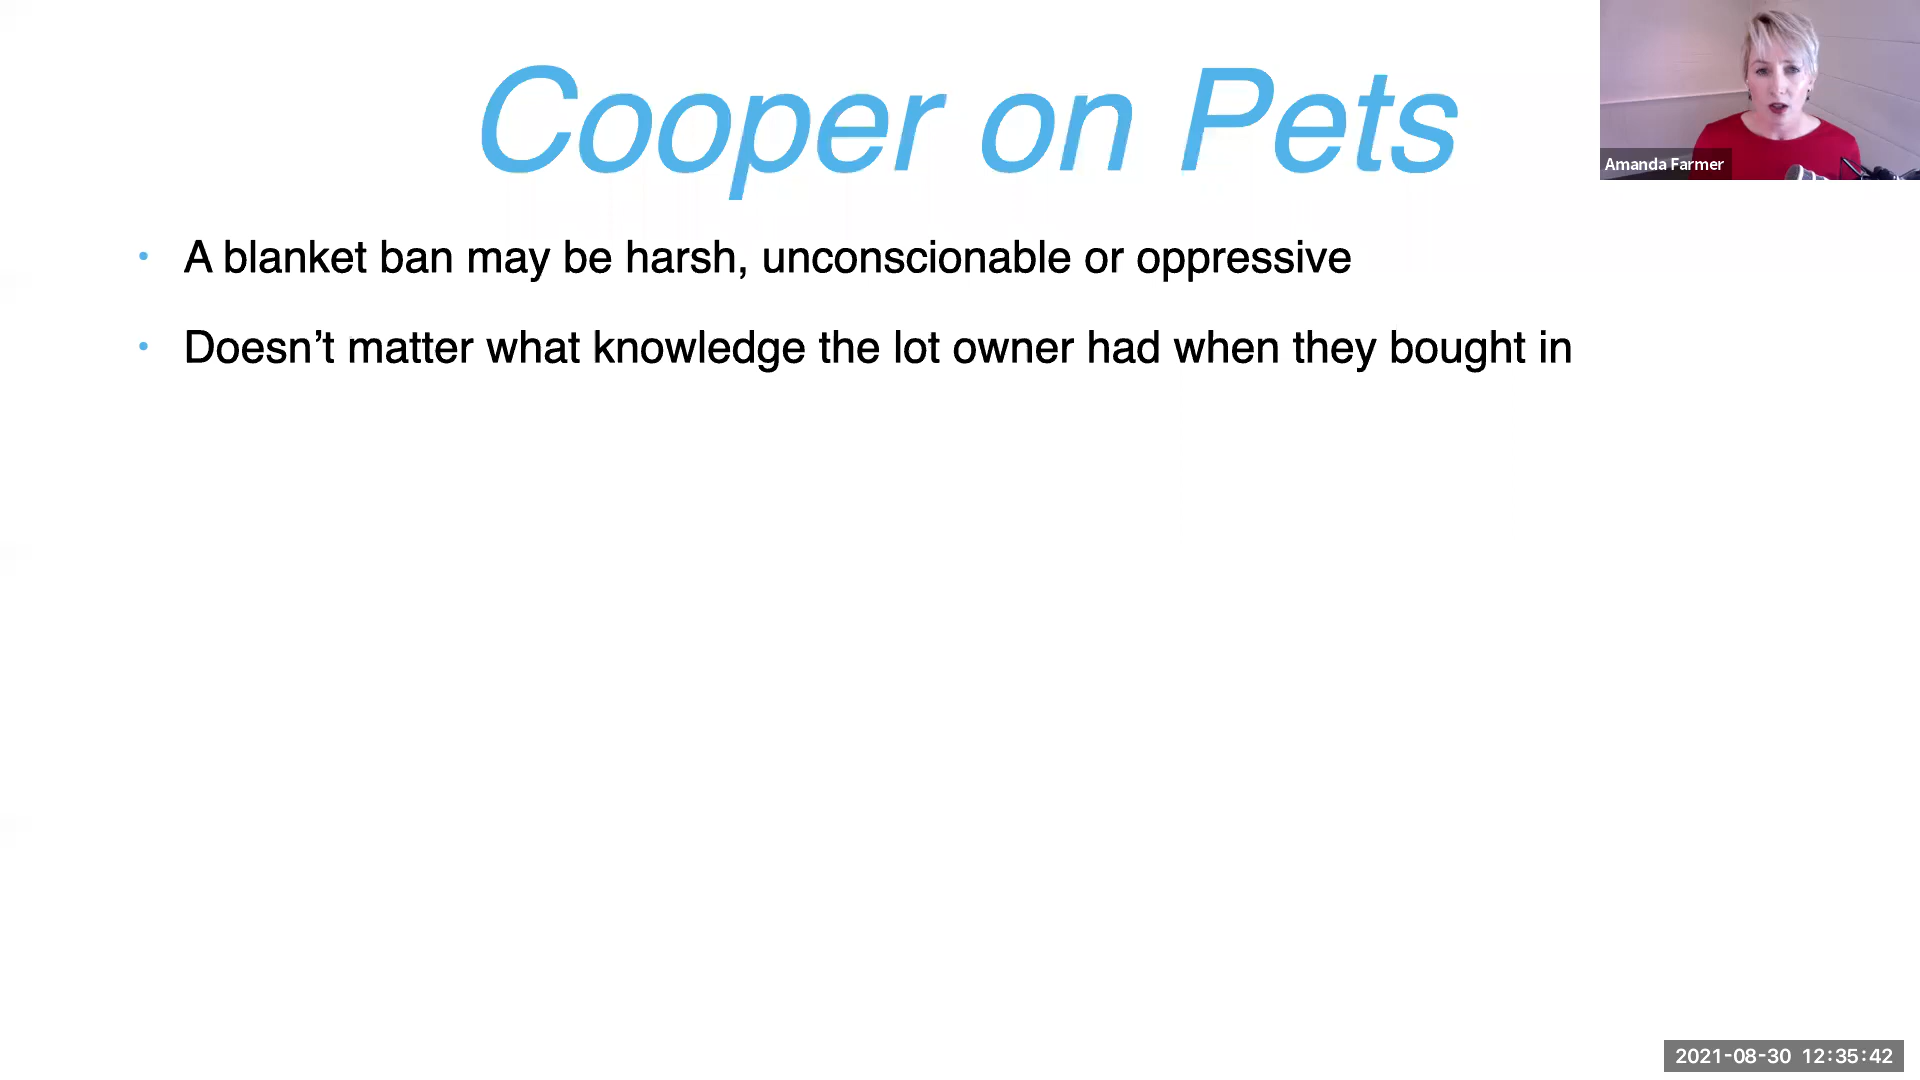 Cooper on Pets
Amanda Farmer
• A blanket ban may be harsh, unconscionable or oppressive
• Doesn’t matter what knowledge the lot owner had when they bought in
2021-08-30 12:35:42